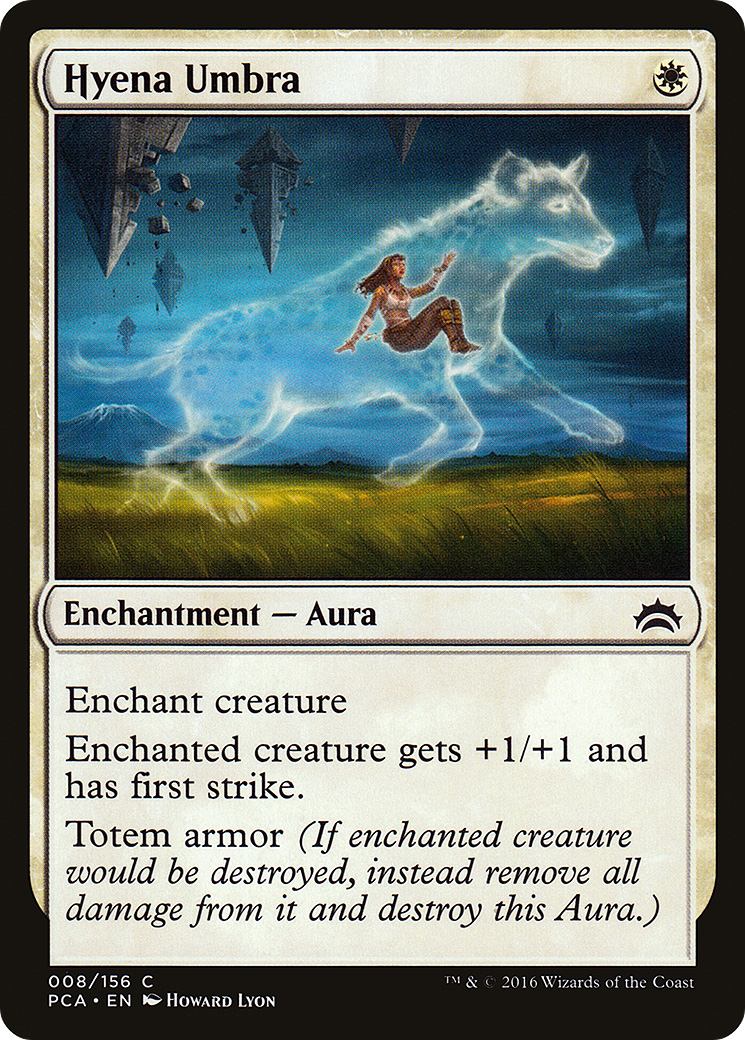 Hyena Umbra
Enchantment — Aura
Enchant creature
Enchanted creature gets +1/+1 and
has first strike.
Totem armor (If enchanted creature
would be destroyed, instead remove all
damage from it and destroy this Aura.)
008/156 C
™ & © 2016 Wizards of the Coast
PCA • EN Howard Lyon